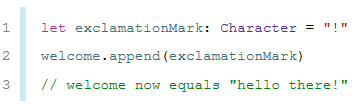 1 let exclamationMark: Character = "!"
2 welcome.append(exclamationMark)
3 // welcome now equals "hello there!"